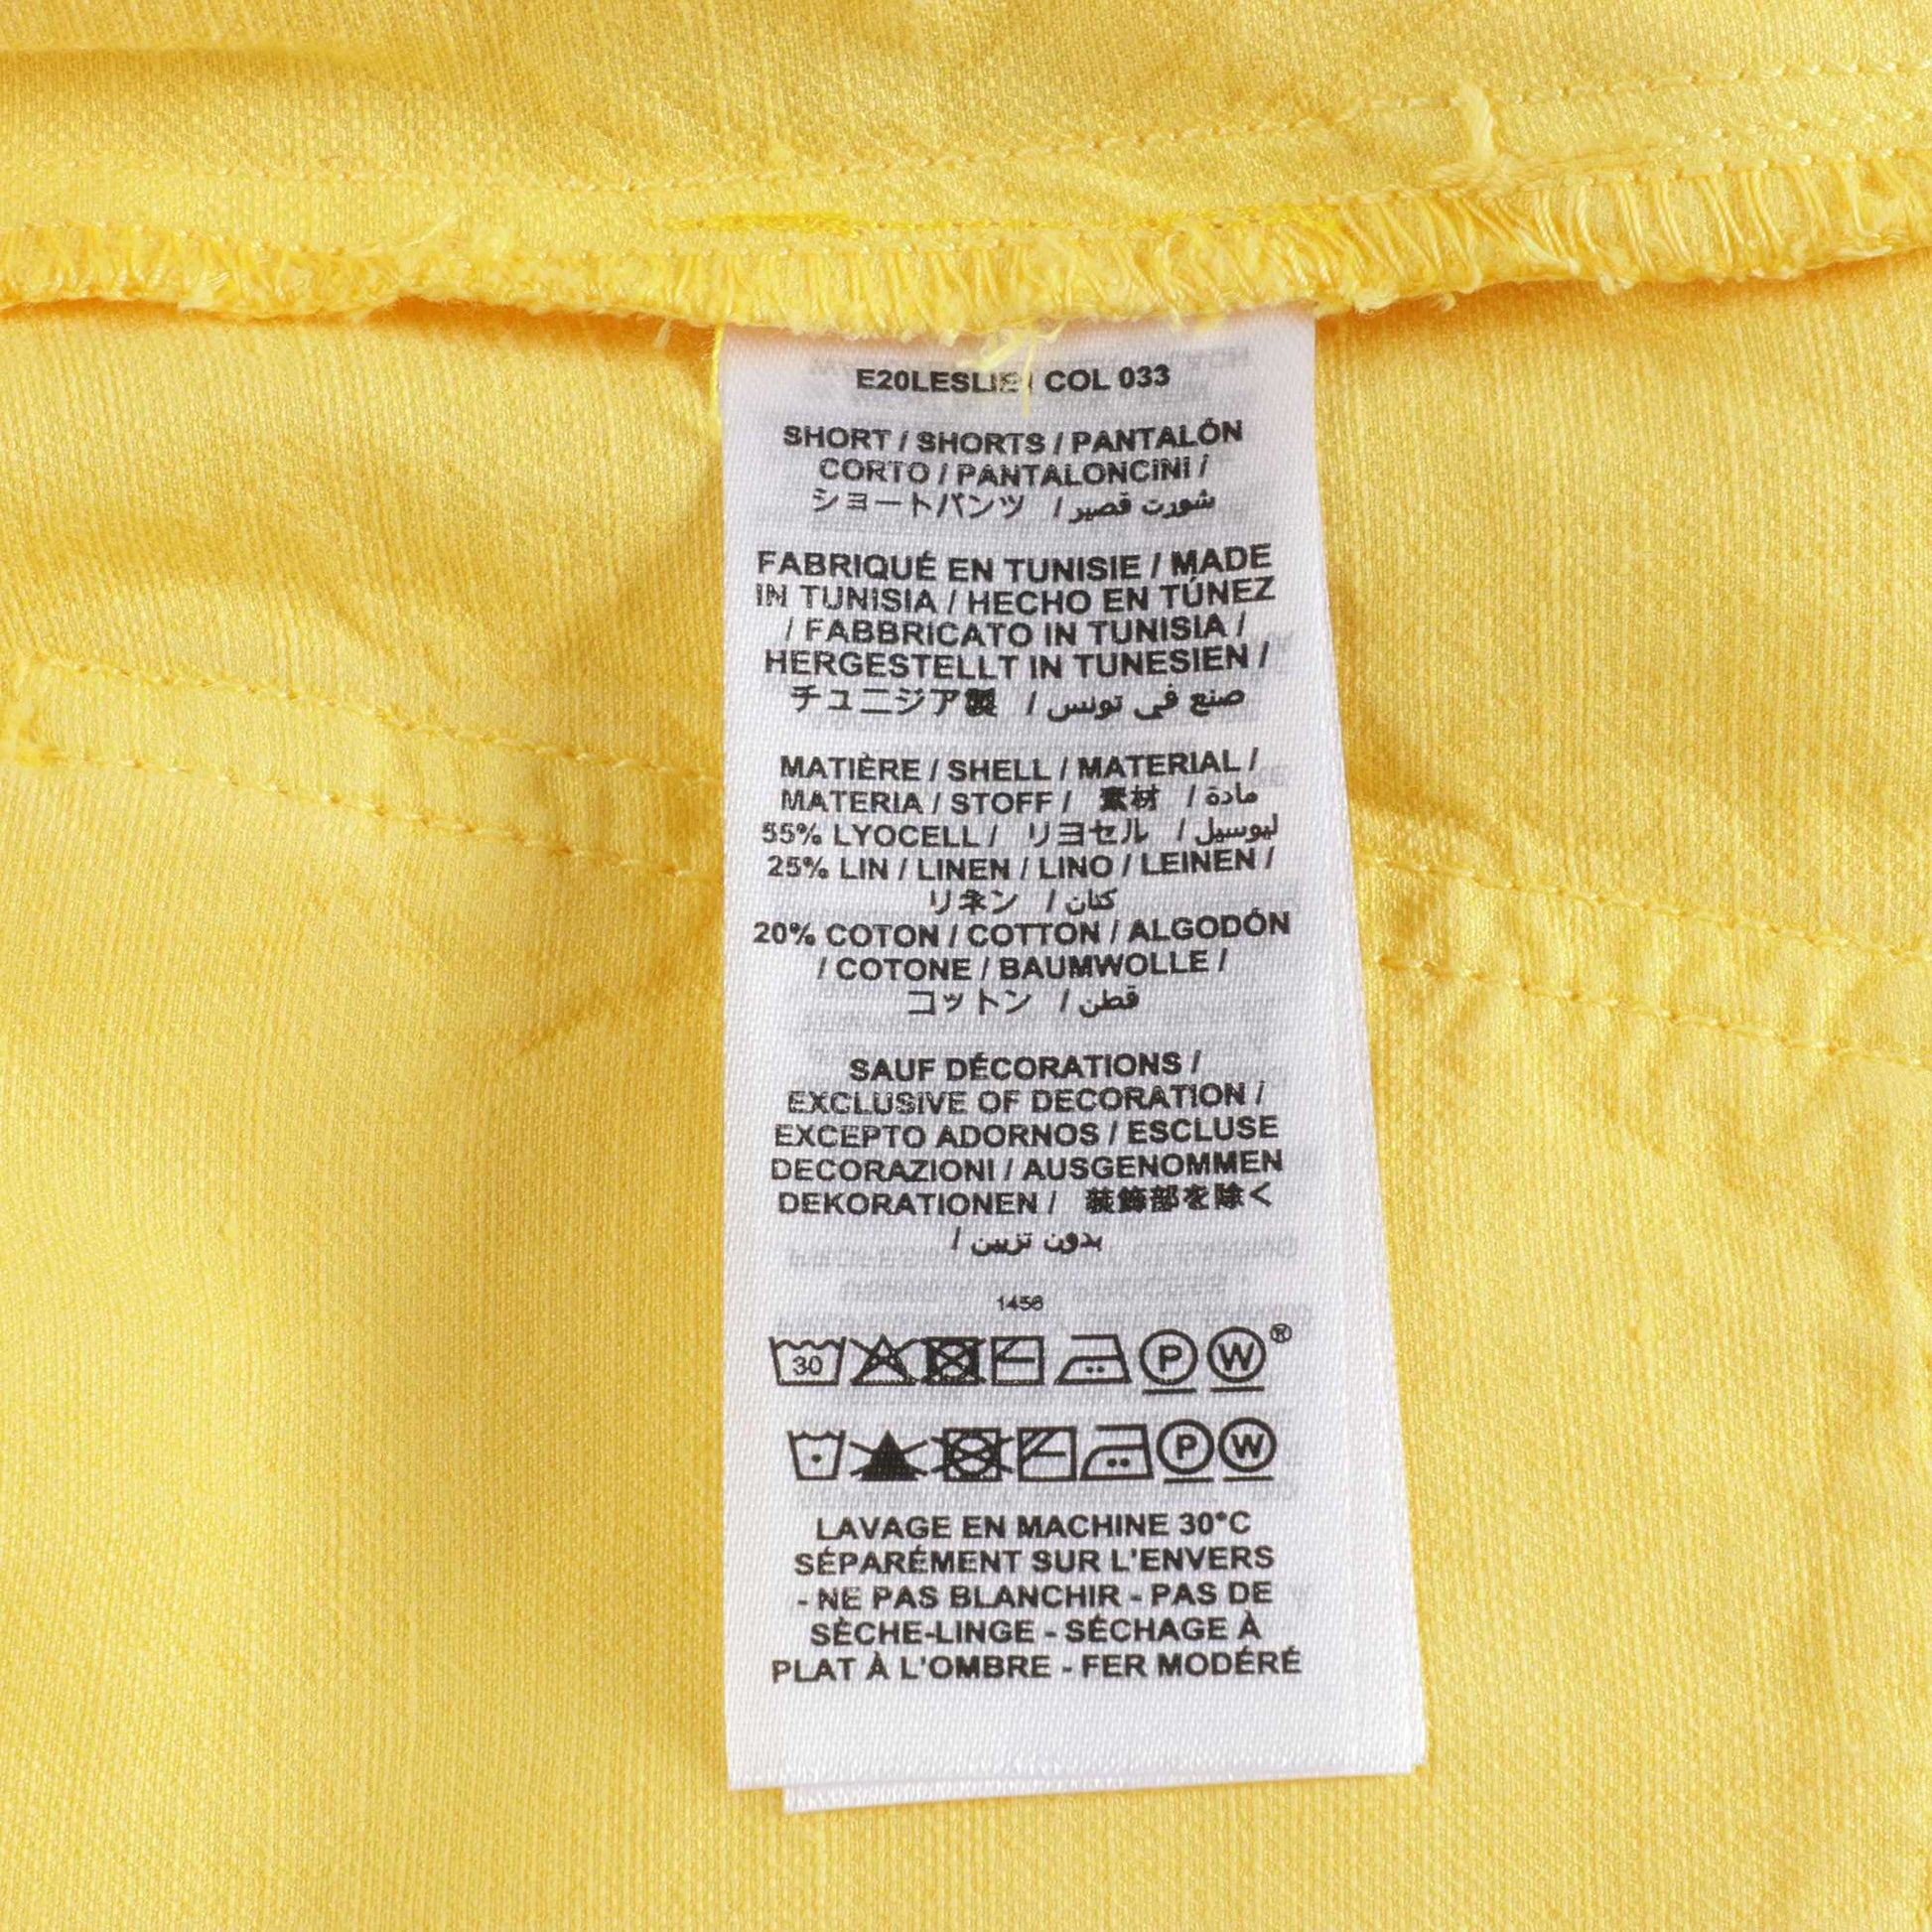 E20LESLIE COL 033
SHORT / SHORTS / PANTALÓN
CORTO / PANTALONCINI /
ショートパンツ / شورت قصير
FABRIQUÉ EN TUNISIE / MADE
IN TUNISIA / HECHO EN TÚNEZ
/ FABBRICATO IN TUNISIA /
HERGESTELLT IN TUNESIEN /
チュニジア製 / صنع في تونس
MATIÈRE / SHELL / MATERIAL /
MATERIA / STOFF / 素材 / مادة
55% LYOCELL / リヨセル / ليوسيل
25% LIN / LINEN / LINO / LEINEN /
リネン / كتان
20% COTON / COTTON / ALGODÓN
/ COTONE / BAUMWOLLE /
コットン / قطن
SAUF DÉCORATIONS /
EXCLUSIVE OF DECORATION /
EXCEPTO ADORNOS / ESCLUSE
DECORAZIONI / AUSGENOMMEN
DEKORATIONEN / 装飾部を除く
/ بدون تزيين
1456
30 P W ®
P W
LAVAGE EN MACHINE 30°C
SÉPARÉMENT SUR L'ENVERS
- NE PAS BLANCHIR - PAS DE
SÈCHE-LINGE - SÉCHAGE À
PLAT À L'OMBRE - FER MODÉRÉ